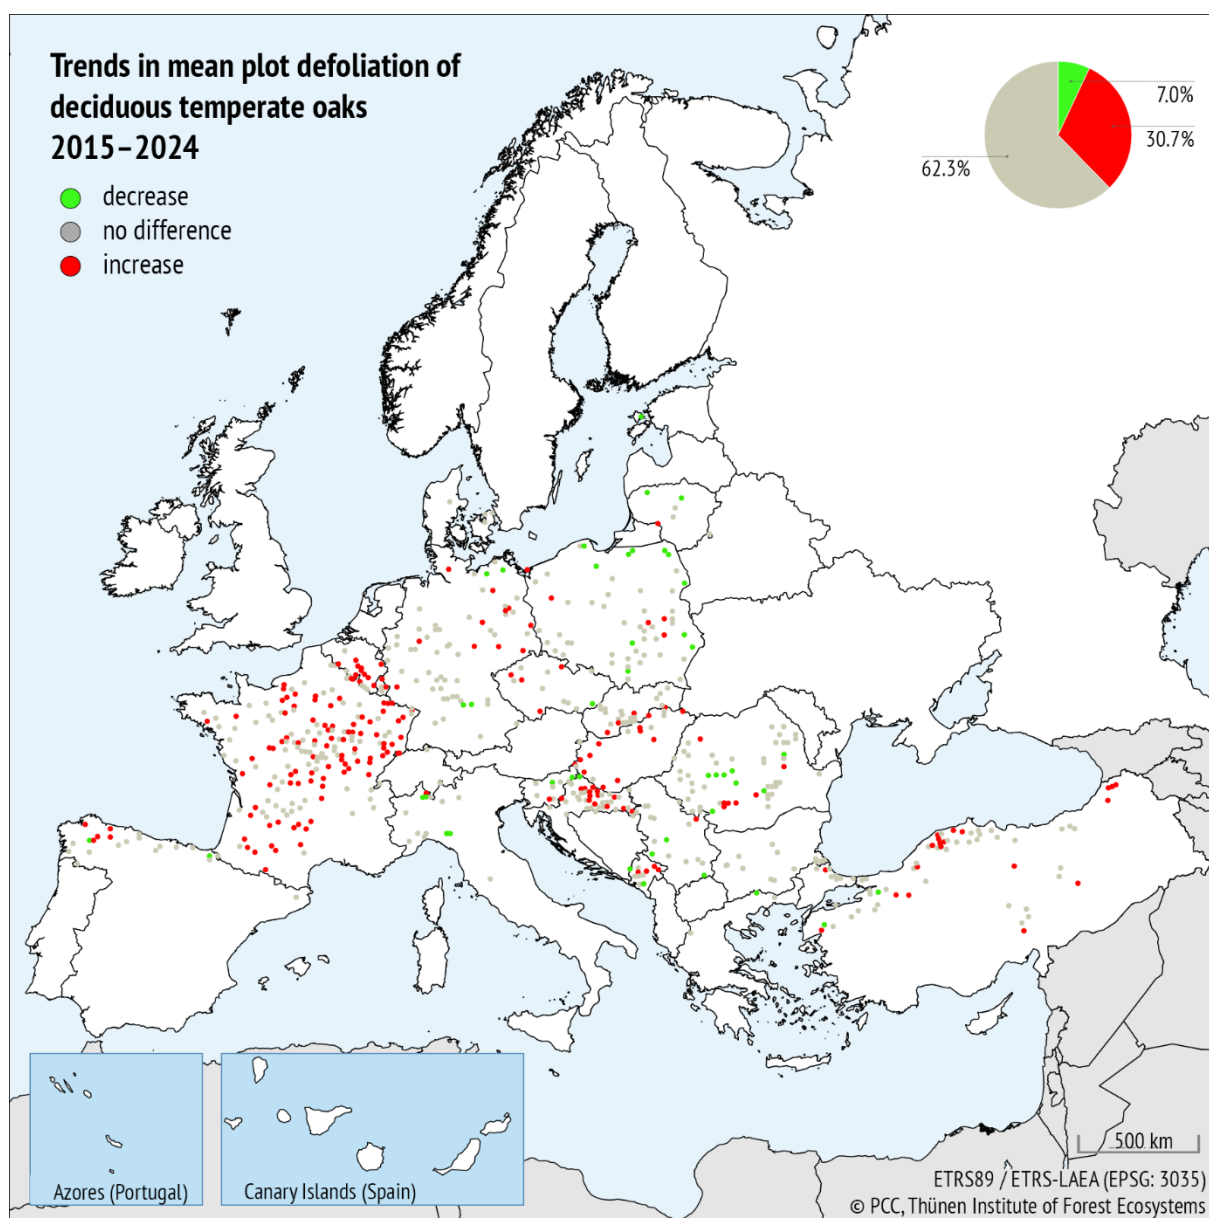 Trends in mean plot defoliation of
deciduous temperate oaks
2015–2024
decrease
no difference
increase
7.0%
30.7%
62.3%
500 km
Azores (Portugal)
Canary Islands (Spain)
ETRS89 / ETRS-LAEA (EPSG: 3035)
© PCC, Thünen Institute of Forest Ecosystems